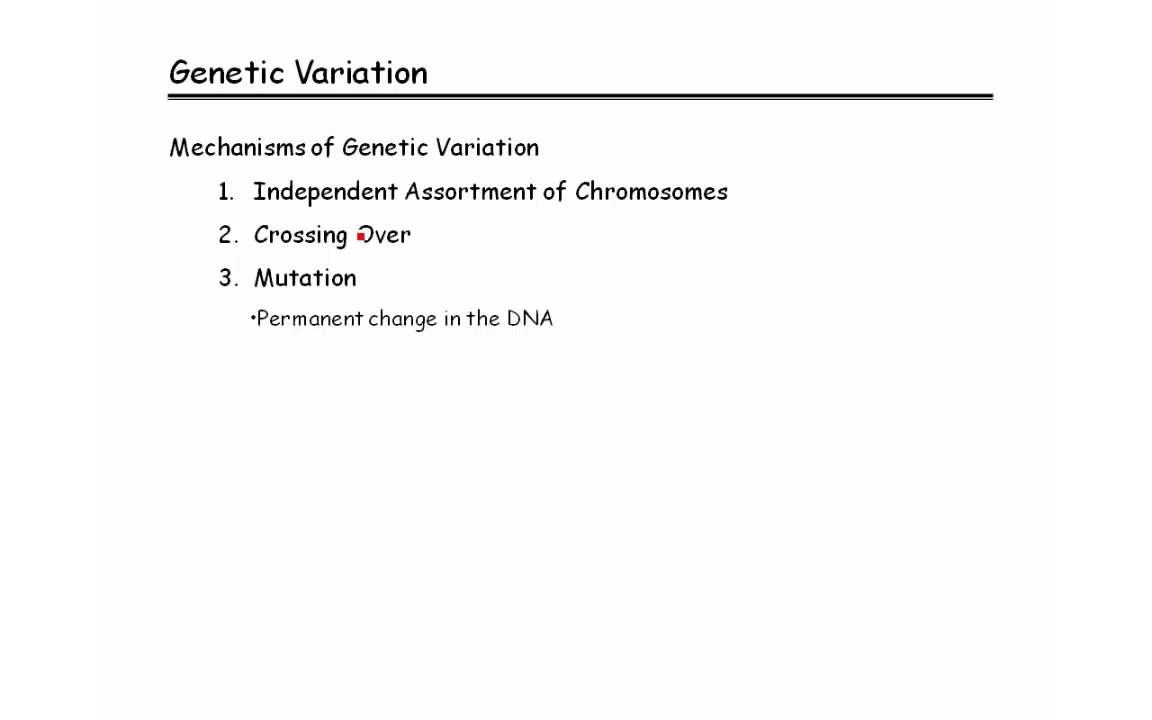 Genetic Variation
Mechanisms of Genetic Variation
1. Independent Assortment of Chromosomes
2. Crossing Over
3. Mutation
•Permanent change in the DNA